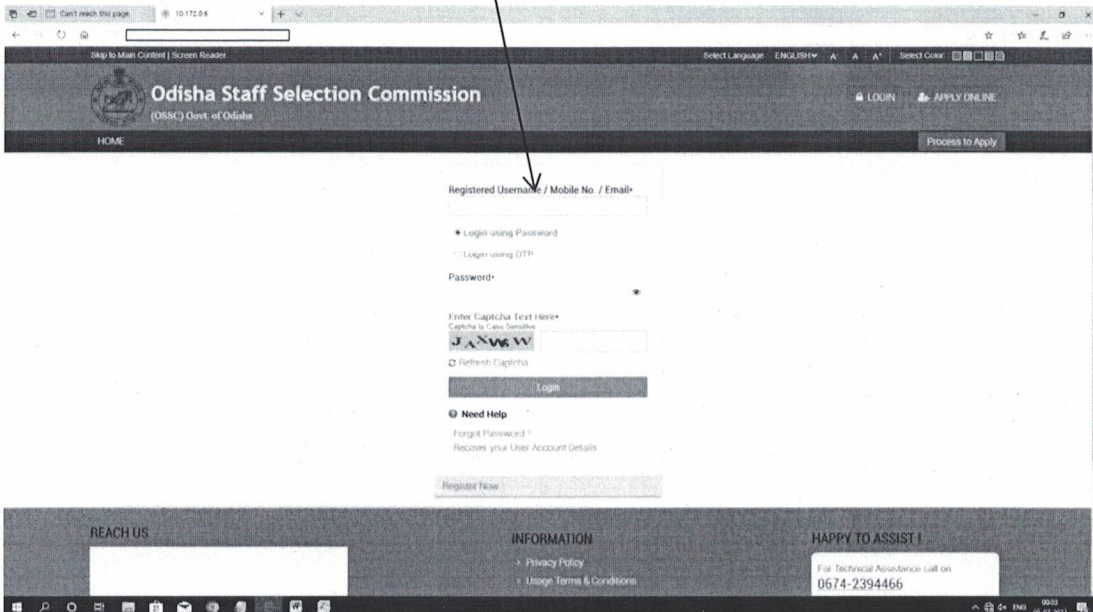 Can't reach this page
10.172.0.6
Skip to Main Content | Screen Reader
Select Language ENGLISH A- A A+ Select Color
Odisha Staff Selection Commission
(OSSC) Govt. of Odisha
LOGIN APPLY ONLINE
HOME
Process to Apply
Registered Username / Mobile No. / Email*
Login using Password
Login using OTP
Password*
Enter Captcha Text Here*
Captcha Is Case Sensitive
JAXWSW
Refresh Captcha
Login
Need Help
Forgot Password ?
Recover your User Account Details
Register Now
REACH US
INFORMATION
› Privacy Policy
› Usage Terms & Conditions
HAPPY TO ASSIST !
For Technical Assistance call on
0674-2394466
ENG